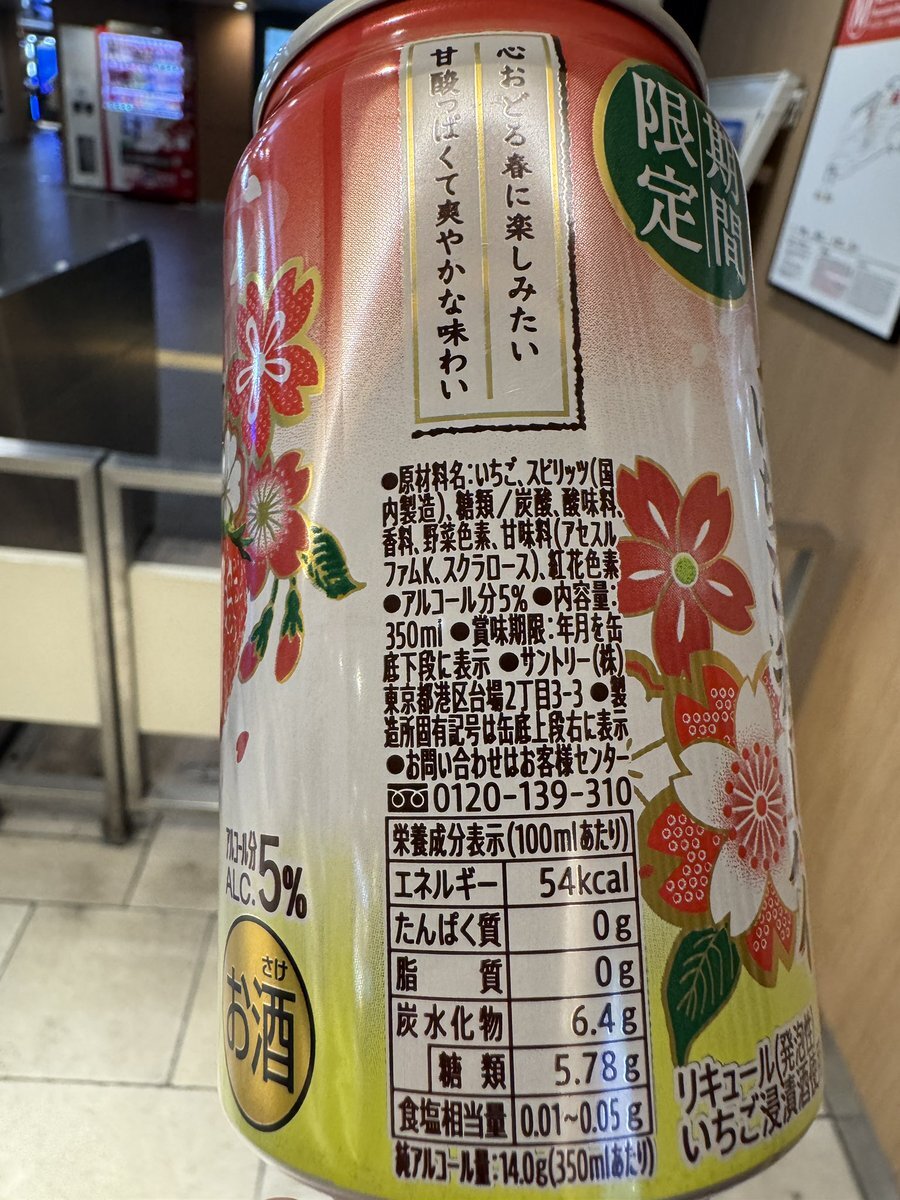 心おどる春に楽しみたい
甘酸っぱくて爽やかな味わい
期間
限定
●原材料名:いちご、スピリッツ(国
内製造)、糖類/炭酸、酸味料、
香料、野菜色素、甘味料(アセスル
ファムK、スクラロース)、紅花色素
●アルコール分5% ●内容量:
350ml ●賞味期限:年月を缶
底下段に表示 ●サントリー(株)
東京都港区台場2丁目3-3 ●製
造所固有記号は缶底上段右に表示
●お問い合わせはお客様センター
0120-139-310
栄養成分表示(100mlあたり)
エネルギー 54kcal
たんぱく質 0g
脂質 0g
炭水化物 6.4g
糖類 5.78g
食塩相当量 0.01~0.05g
純アルコール量:14.0g(350mlあたり)
アルコール分
ALC. 5%
さけ
お酒
リキュール(発泡性)
いちご浸漬酒使